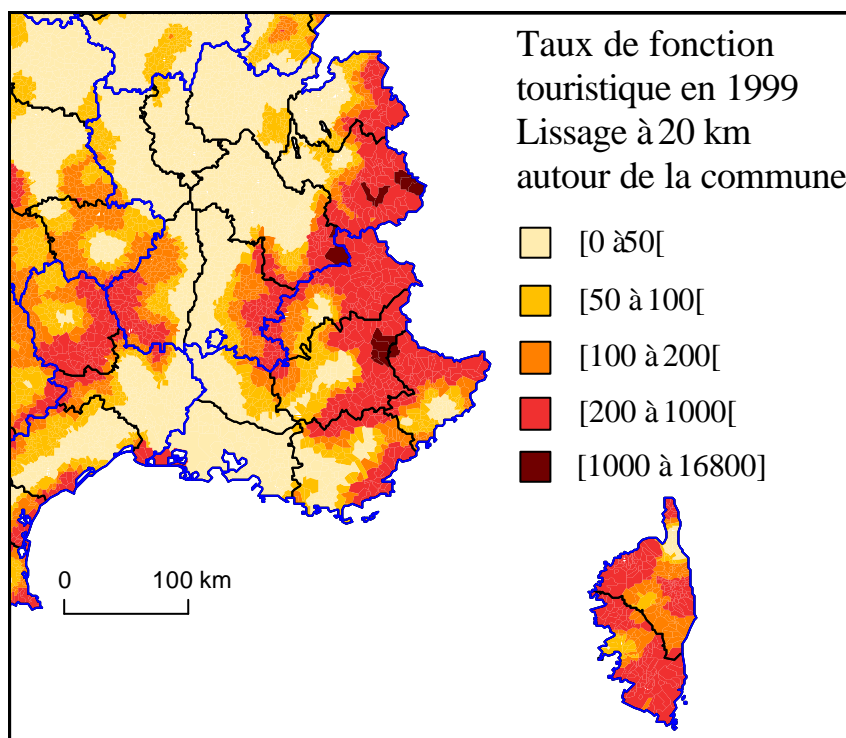 Taux de fonction
touristique en 1999
Lissage à 20 km
autour de la commune
[0 à50[
[50 à 100[
[100 à 200[
[200 à 1000[
[1000 à 16800]
0 100 km